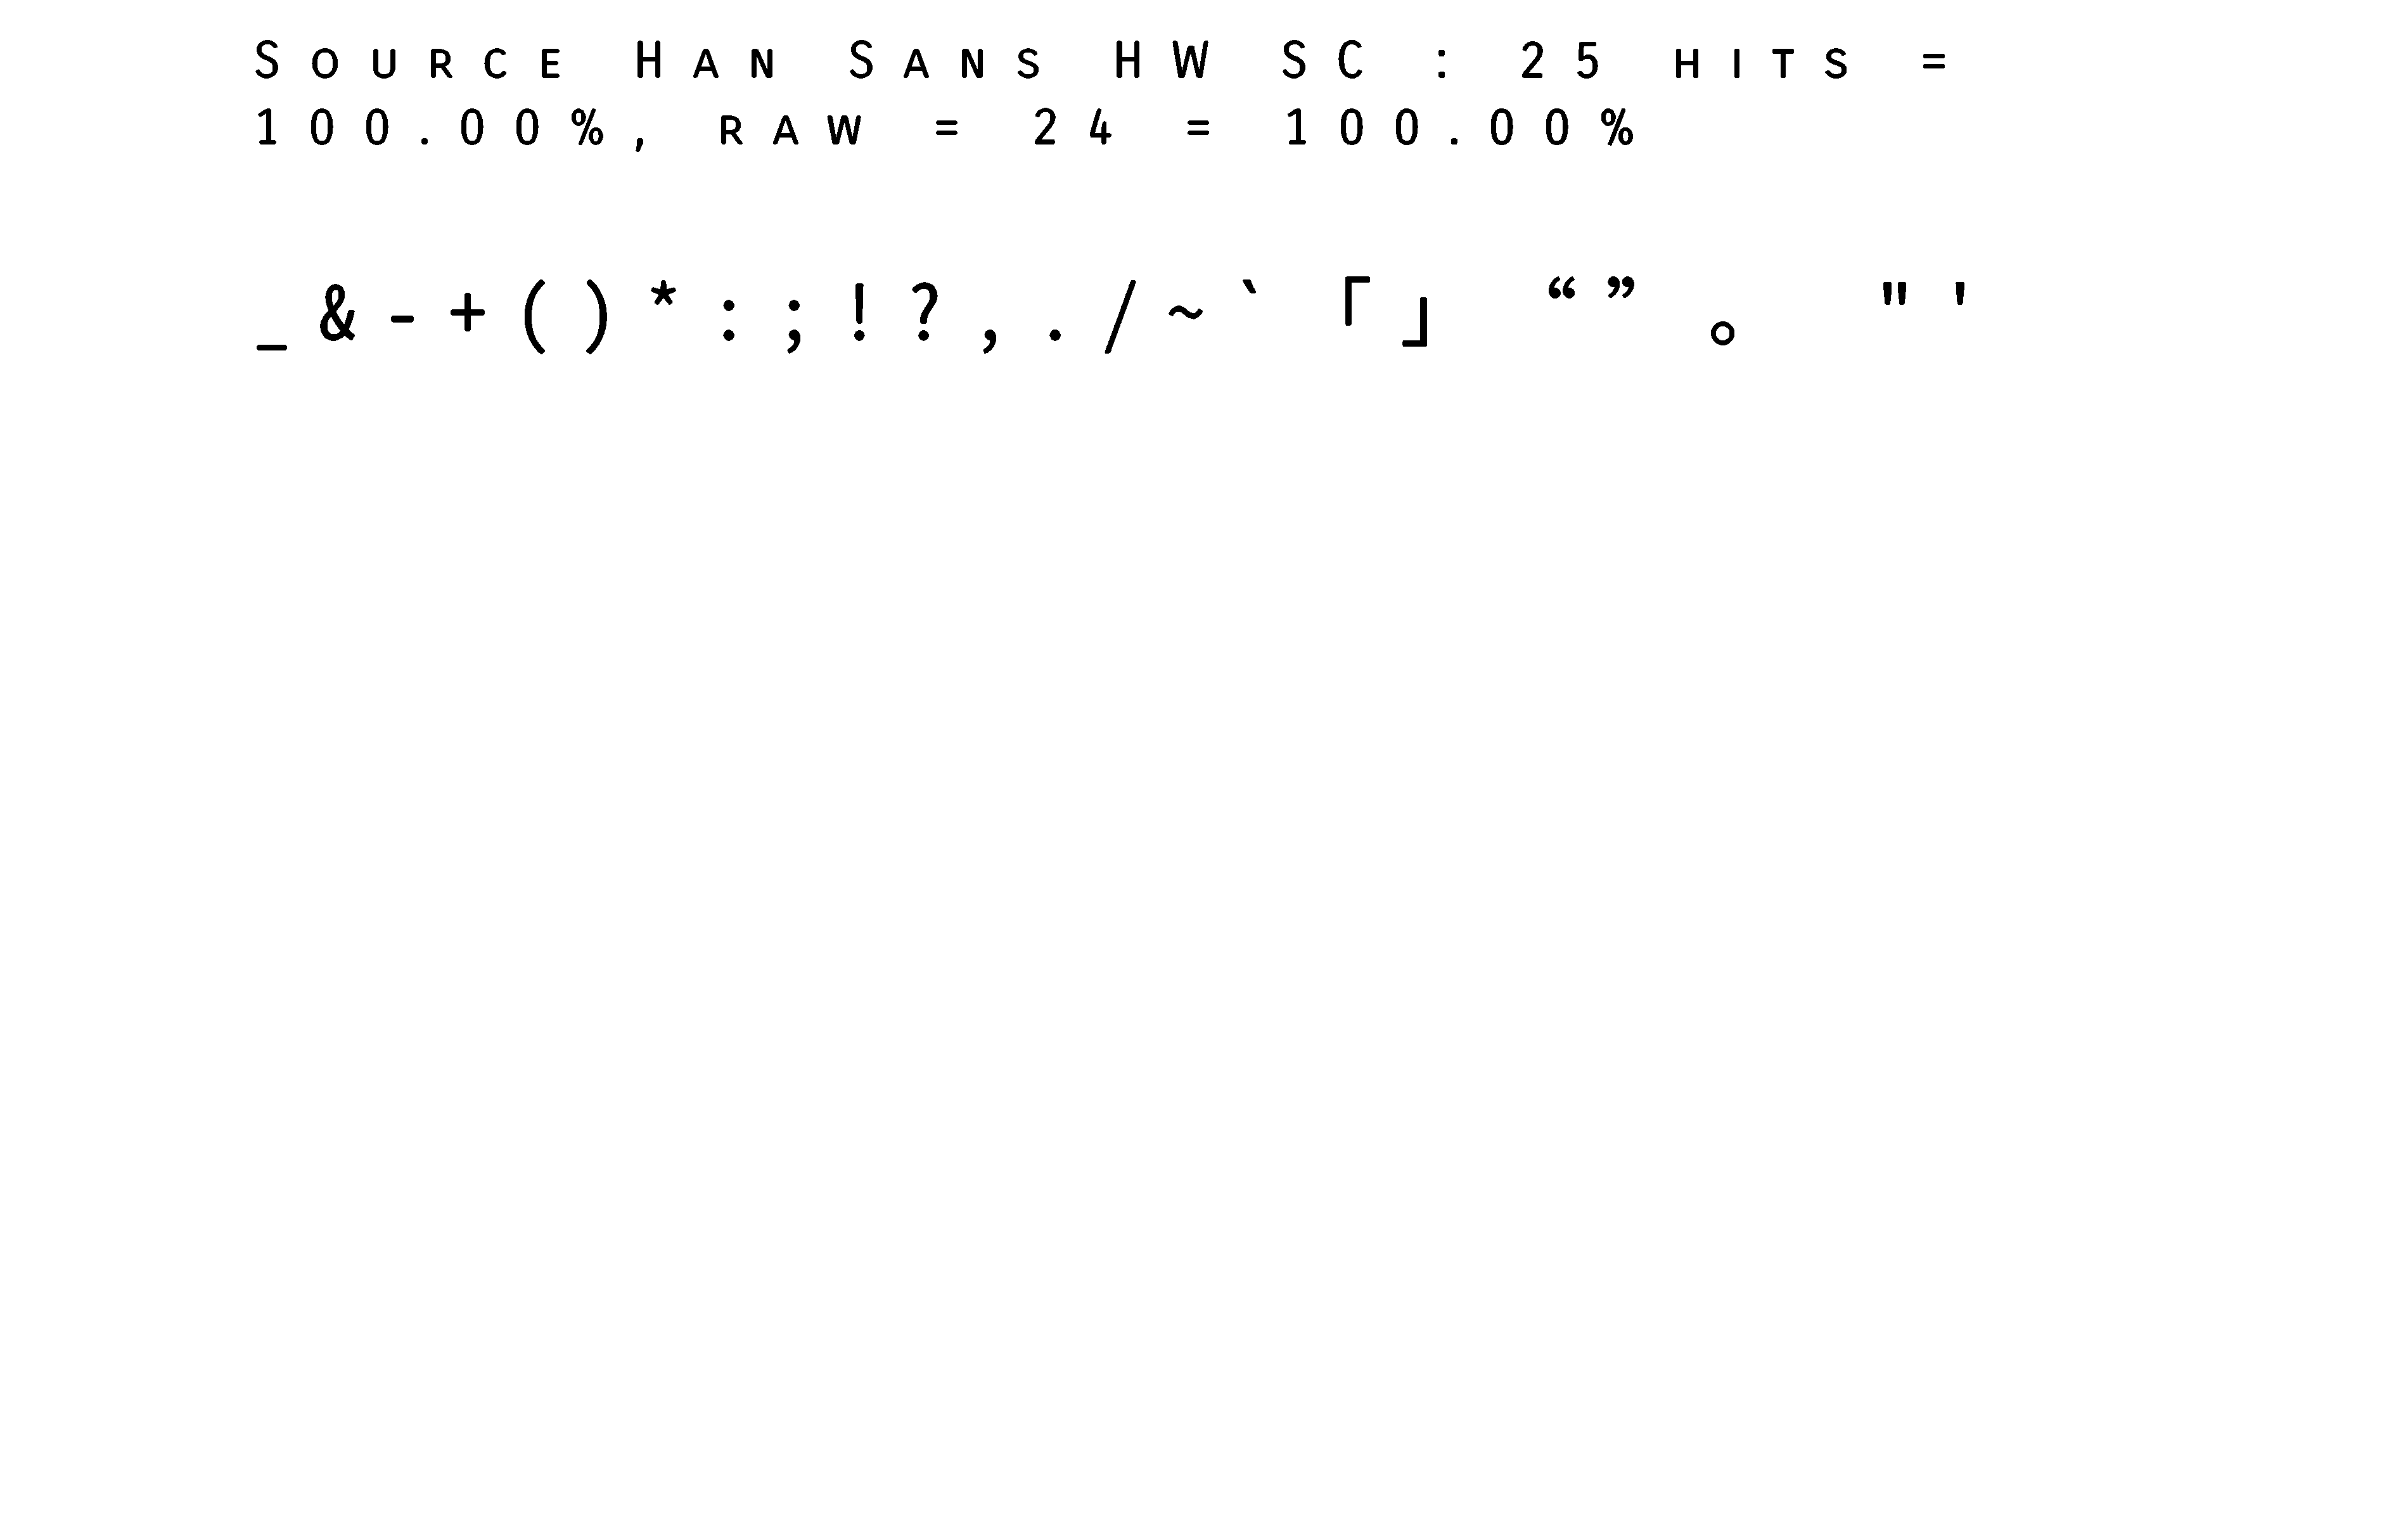 Source Han Sans HW SC : 25 hits =
100.00%, raw = 24 = 100.00%
_&-+()*:;!?,./~`「」“”。"'